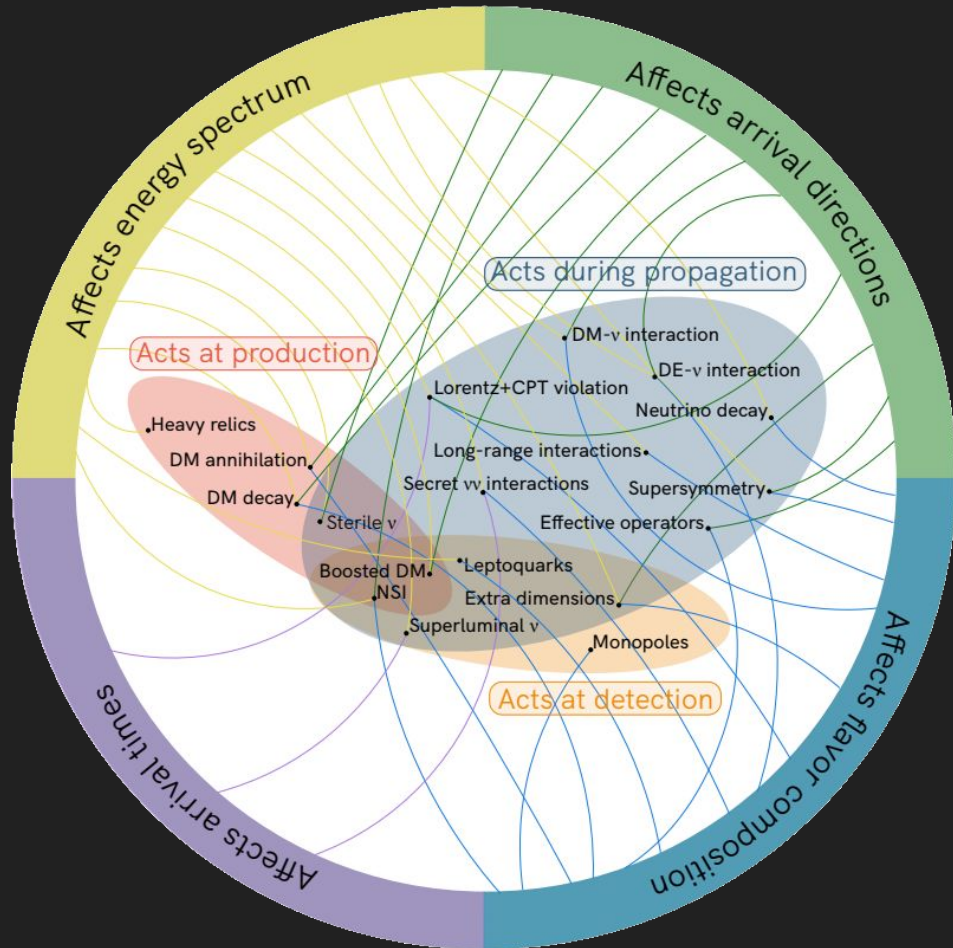 Affects energy spectrum
Affects arrival directions
Acts during propagation
DM-ν interaction
Acts at production
DE-ν interaction
Lorentz+CPT violation
Neutrino decay
Heavy relics
Long-range interactions
DM annihilation
Secret νν interactions
Supersymmetry
DM decay
Sterile ν
Effective operators
Leptoquarks
Boosted DM
NSI
Extra dimensions
Superluminal ν
Monopoles
Acts at detection
Affects arrival times
Affects flavor composition